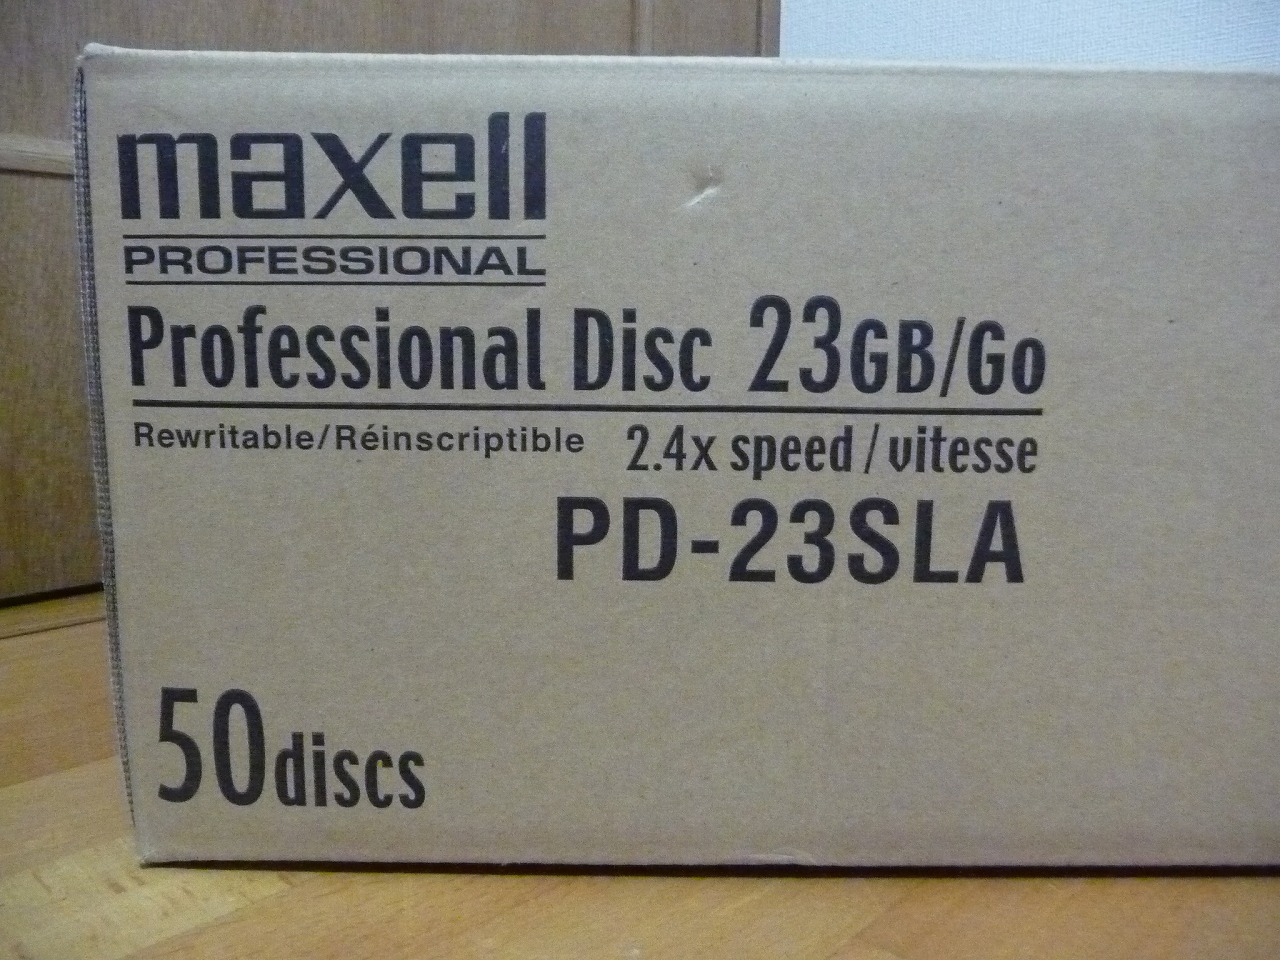 maxell
PROFESSIONAL
Professional Disc 23GB/Go
Rewritable/Réinscriptible 2.4x speed/vitesse
PD-23SLA
50discs